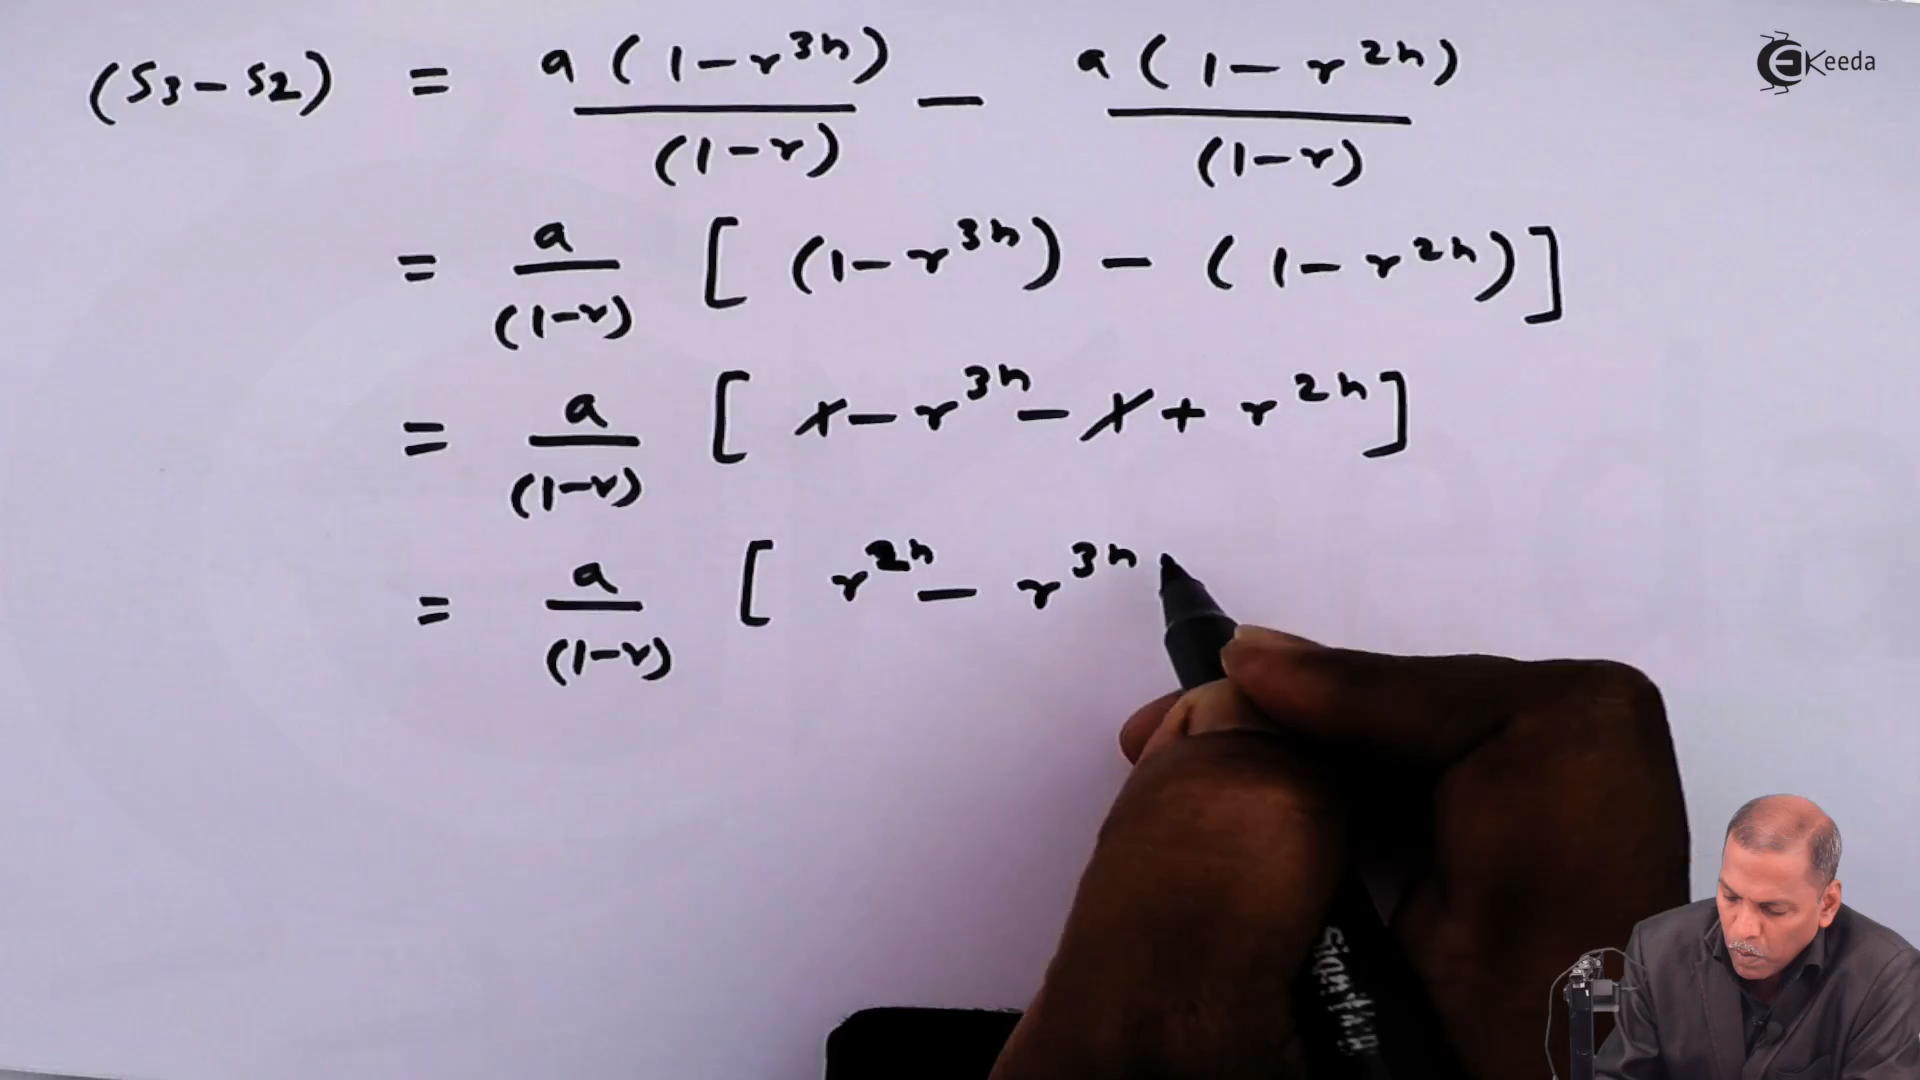 EKeeda
(S3 - S2) = a(1-r^{3n})/(1-r) - a(1-r^{2n})/(1-r)
= a/(1-r) [(1-r^{3n}) - (1-r^{2n})]
= a/(1-r) [1 - r^{3n} - 1 + r^{2n}]
= a/(1-r) [r^{2n} - r^{3n}